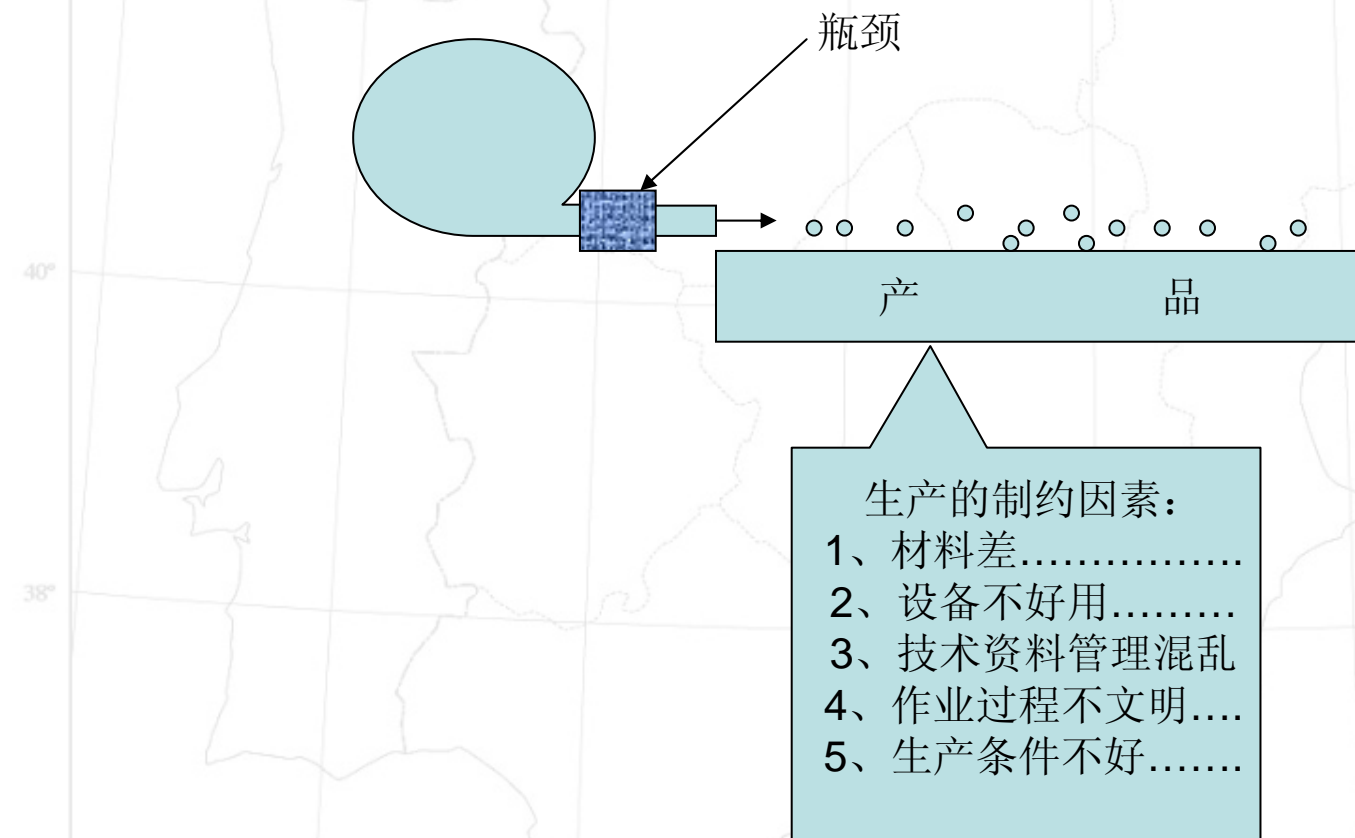 瓶颈
产 品
40°
38°
生产的制约因素：
1、材料差…………….
2、设备不好用………
3、技术资料管理混乱
4、作业过程不文明….
5、生产条件不好…….